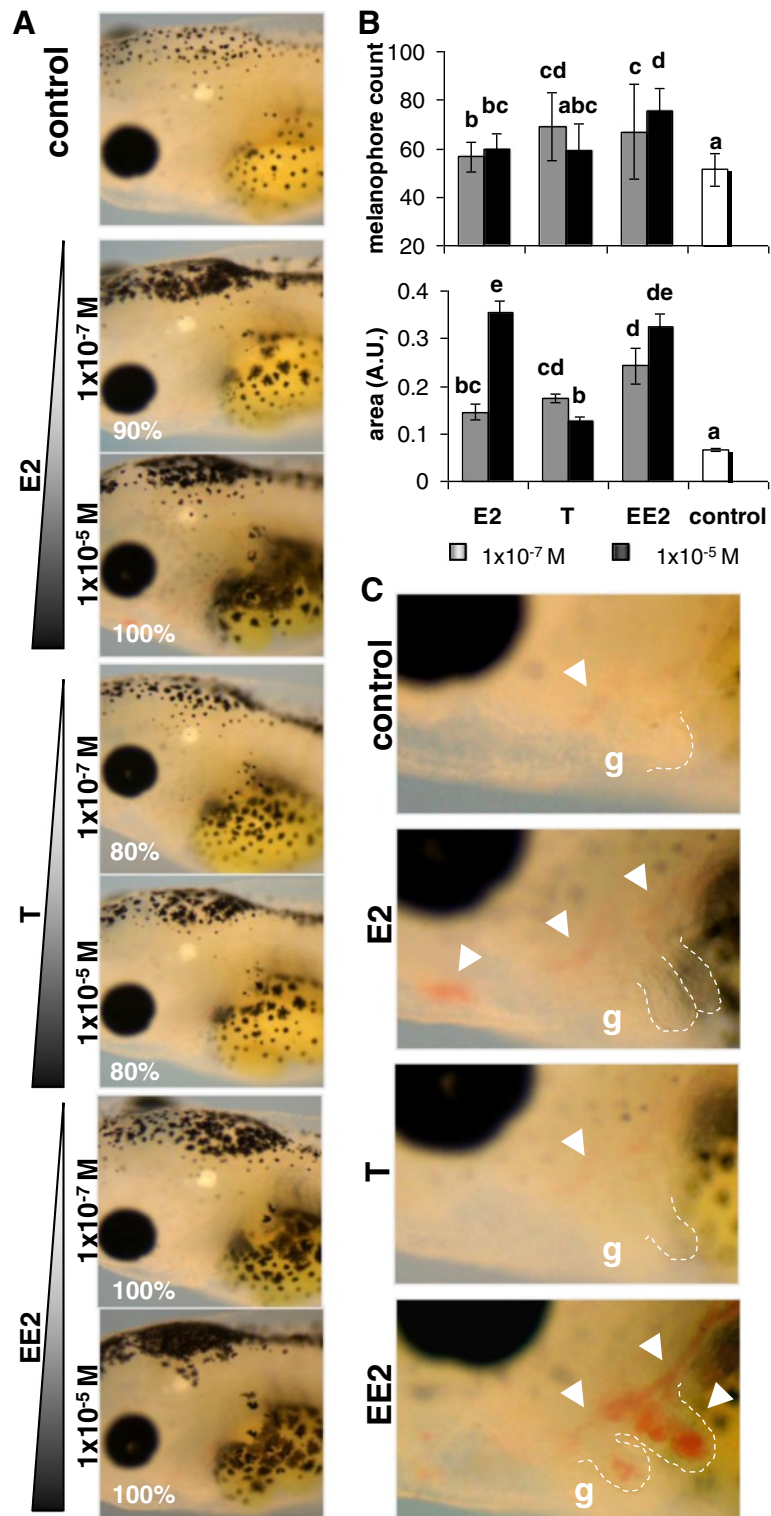 A
control
E2
1x10⁻⁷ M
90%
1x10⁻⁵ M
100%
T
1x10⁻⁷ M
80%
1x10⁻⁵ M
80%
EE2
1x10⁻⁷ M
100%
1x10⁻⁵ M
100%
B
melanophore count
100
80
60
40
20
b
bc
cd
abc
c
d
a
area (A.U.)
0.4
0.3
0.2
0.1
0
bc
e
cd
b
d
de
a
E2 T EE2 control
1x10⁻⁷ M 1x10⁻⁵ M
C
control
g
E2
g
T
g
EE2
g